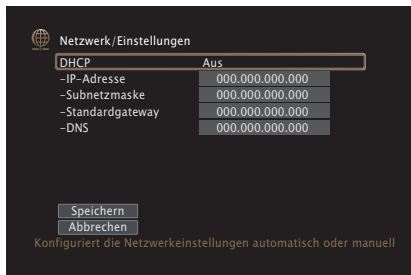 Netzwerk/Einstellungen
DHCP Aus
-IP-Adresse 000.000.000.000
-Subnetzmaske 000.000.000.000
-Standardgateway 000.000.000.000
-DNS 000.000.000.000
Speichern
Abbrechen
Konfiguriert die Netzwerkeinstellungen automatisch oder manuell